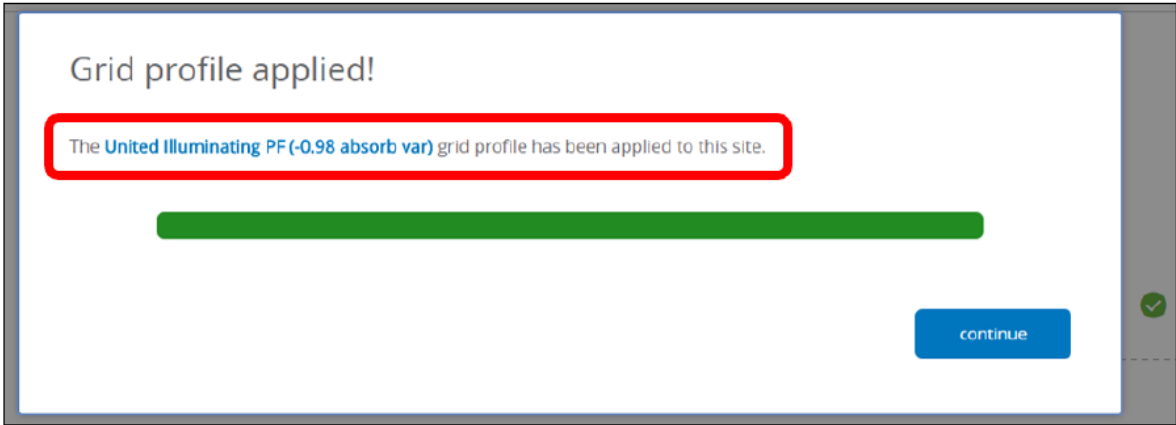 Grid profile applied!
The United Illuminating PF (-0.98 absorb var) grid profile has been applied to this site.
continue